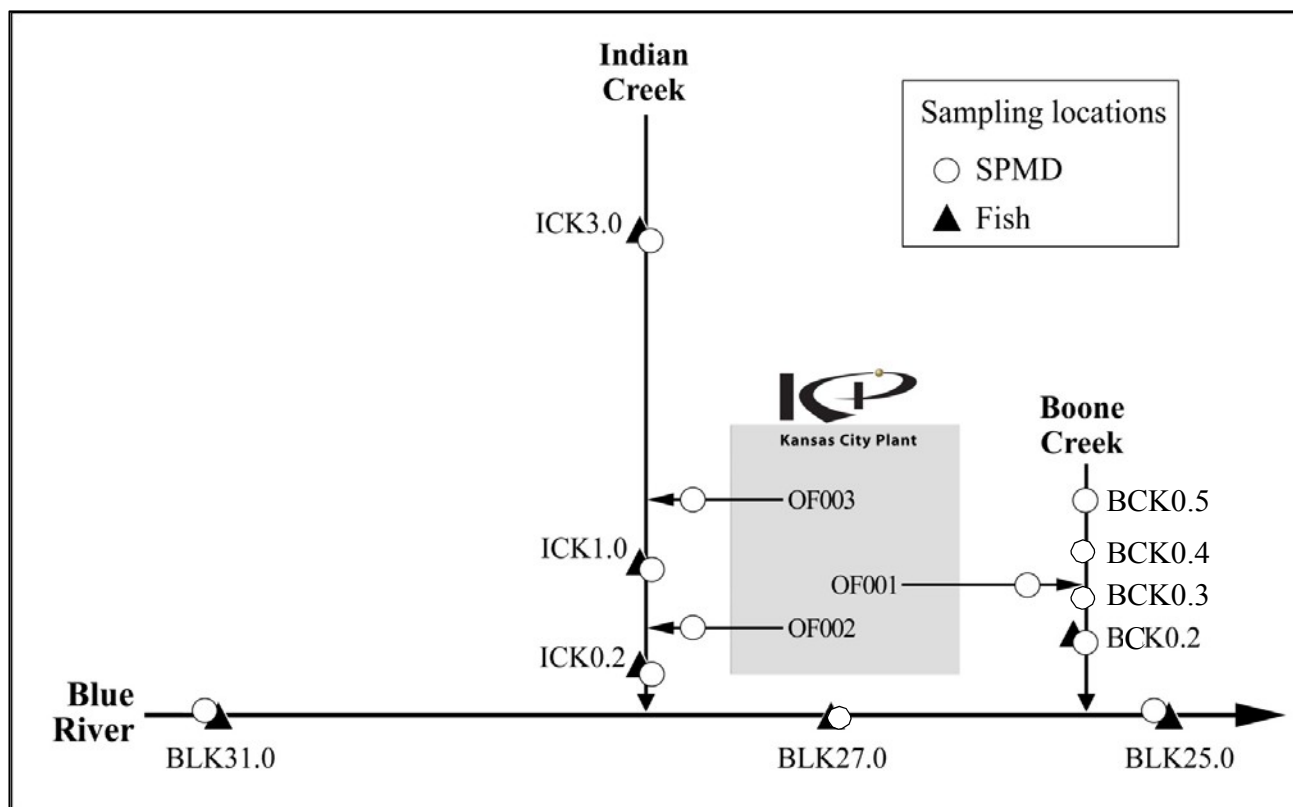 Indian
Creek
Sampling locations
SPMD
Fish
ICK3.0
KCP
Kansas City Plant
Boone
Creek
OF003
BCK0.5
ICK1.0
BCK0.4
OF001
BCK0.3
OF002
BCK0.2
ICK0.2
Blue
River
BLK31.0
BLK27.0
BLK25.0